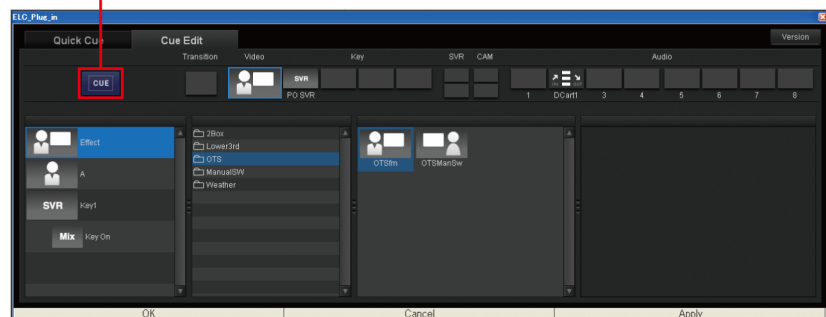 ELC_Plug_in
Quick Cue Cue Edit Version
Transition Video Key SVR CAM Audio
CUE SVR IN OUT
PO SVR 1 DCart1 3 4 5 6 7 8
Effect
A
SVR Key1
Mix Key On
2Box
Lower3rd
OTS
ManualSW
Weather
OTSfm OTSManSw
OK Cancel Apply